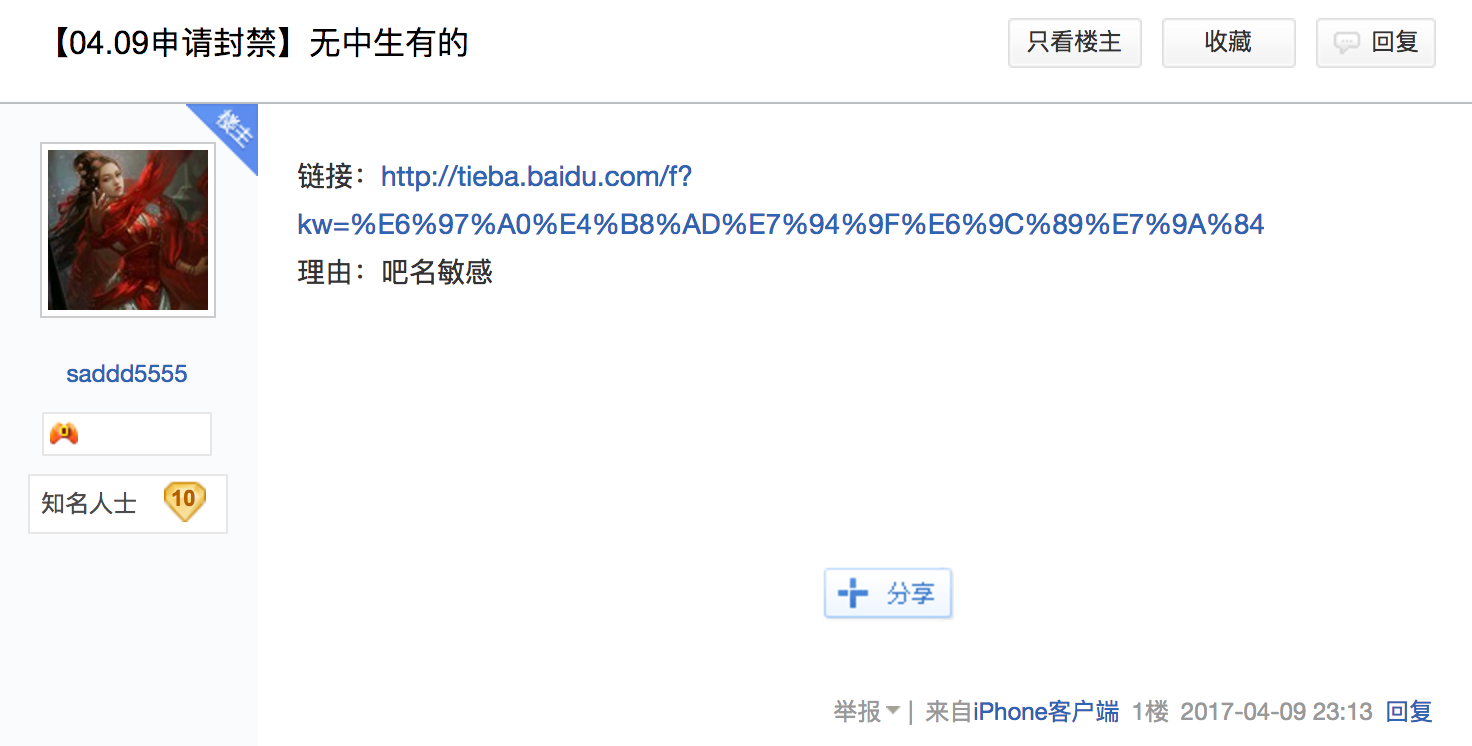 【04.09申请封禁】无中生有的
只看楼主
收藏
回复
楼主
链接：http://tieba.baidu.com/f?
kw=%E6%97%A0%E4%B8%AD%E7%94%9F%E6%9C%89%E7%9A%84
理由：吧名敏感
saddd5555
知名人士 10
分享
举报 | 来自iPhone客户端 1楼 2017-04-09 23:13 回复